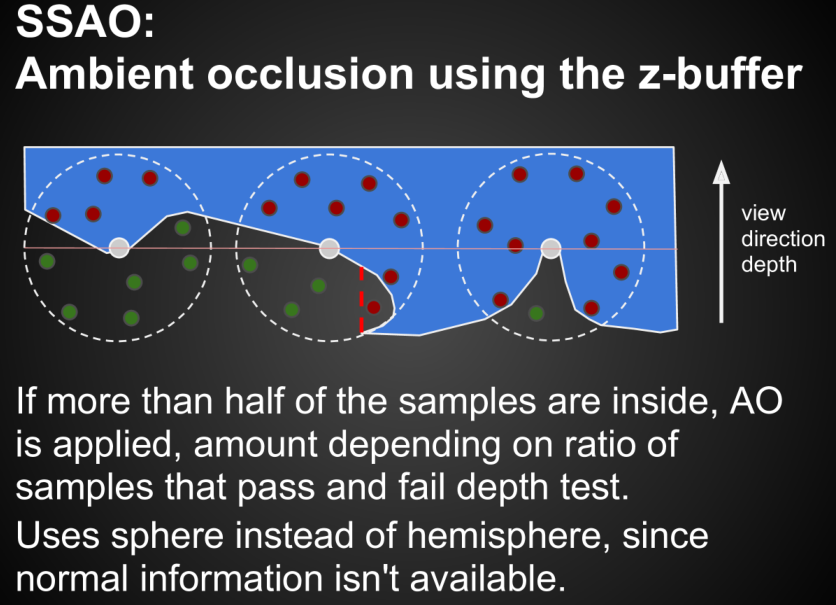 SSAO:
Ambient occlusion using the z-buffer
view
direction
depth
If more than half of the samples are inside, AO
is applied, amount depending on ratio of
samples that pass and fail depth test.
Uses sphere instead of hemisphere, since
normal information isn't available.